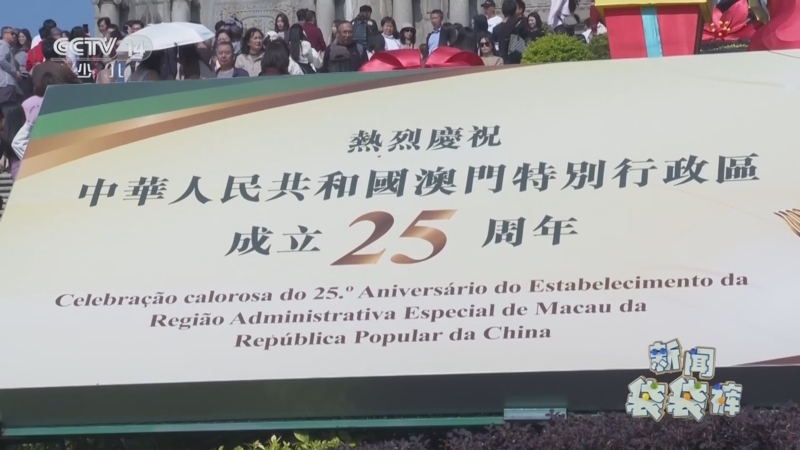 CCTV 14
少儿
熱烈慶祝
中華人民共和國澳門特別行政區
成立25周年
Celebração calorosa do 25.º Aniversário do Estabelecimento da
Região Administrativa Especial de Macau da
República Popular da China
新闻
袋袋裤